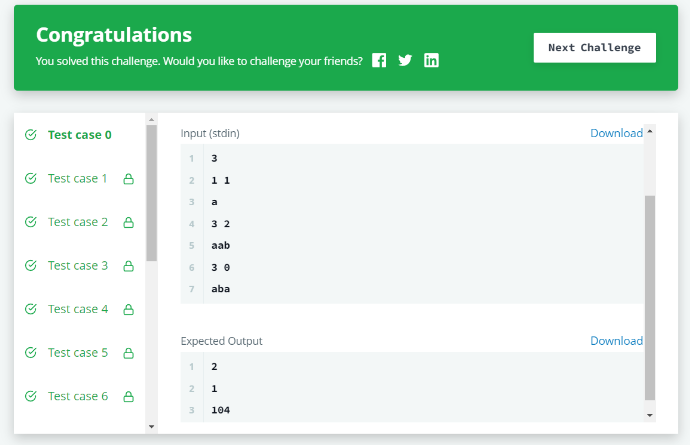 Congratulations
You solved this challenge. Would you like to challenge your friends?
Next Challenge
Test case 0
Test case 1
Test case 2
Test case 3
Test case 4
Test case 5
Test case 6
Input (stdin)
Download
1 3
2 1 1
3 a
4 3 2
5 aab
6 3 0
7 aba
Expected Output
Download
1 2
2 1
3 104